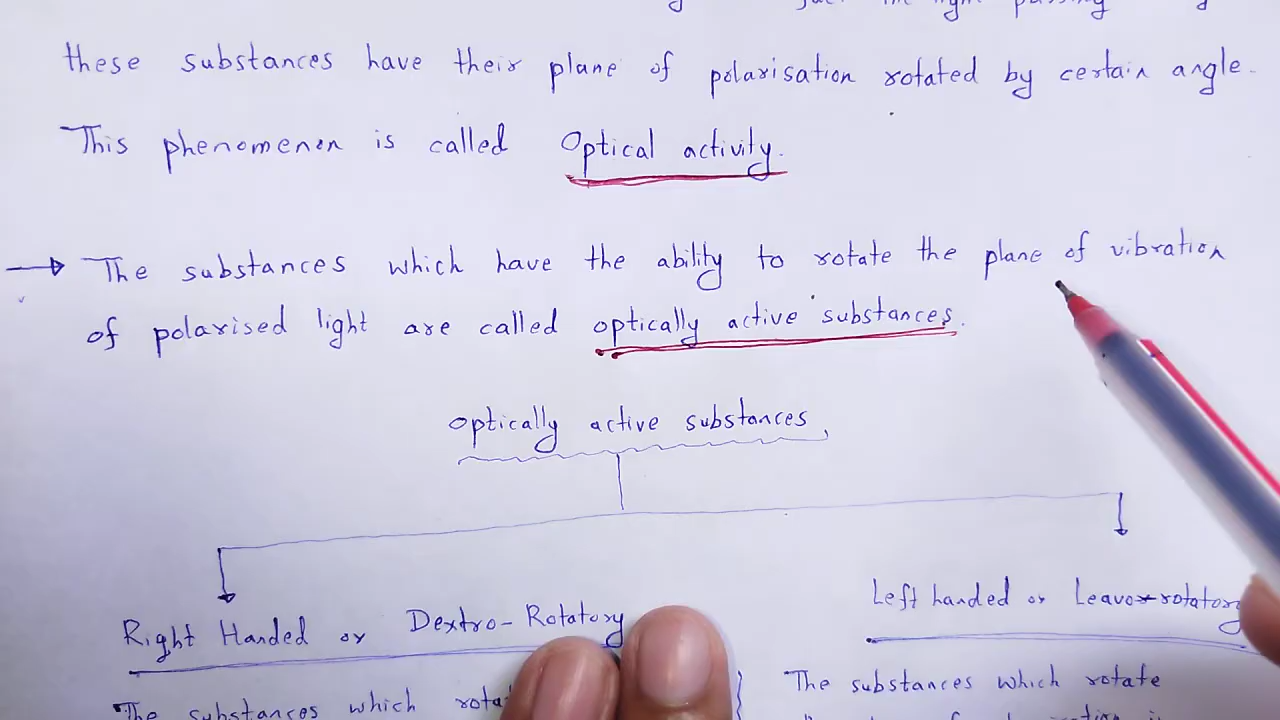 the light passing
these substances have their plane of polarisation rotated by certain angle.
This phenomenon is called Optical activity.
→ The substances which have the ability to rotate the plane of vibration
of polarised light are called optically active substances.
Optically active substances,
Right Handed or Dextro-Rotatory
Left handed or Leavo-rotatory
The substances which
The substances which rotate